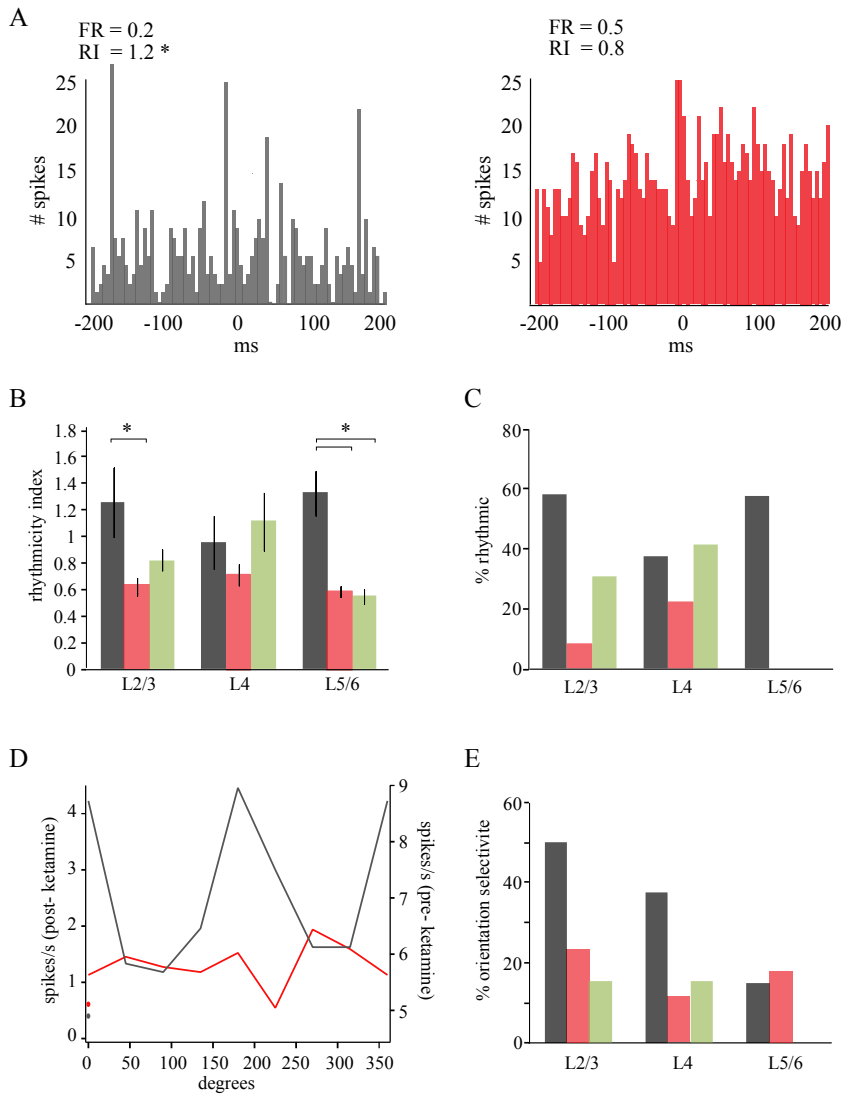 A
FR = 0.2
RI = 1.2 *
25
20
15
10
5
# spikes
-200 -100 0 100 200
ms
FR = 0.5
RI = 0.8
25
20
15
10
5
# spikes
-200 -100 0 100 200
ms
B
1.8
1.6
1.4
1.2
1
0.8
0.6
0.4
0.2
0
rhythmicity index
* *
L2/3 L4 L5/6
C
80
60
40
20
0
% rhythmic
L2/3 L4 L5/6
D
4
3
2
1
0
spikes/s (post- ketamine)
9
8
7
6
5
spikes/s (pre- ketamine)
0 50 100 150 200 250 300 350
degrees
E
60
40
20
0
% orientation selectivite
L2/3 L4 L5/6